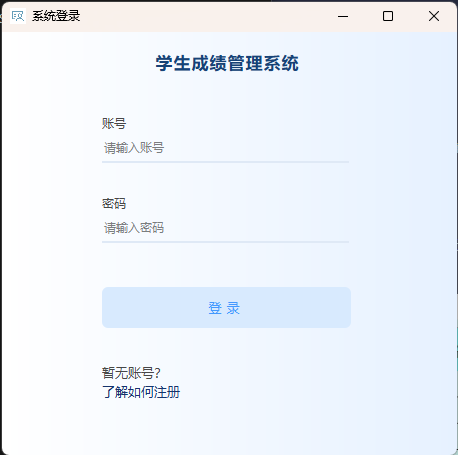 系统登录
学生成绩管理系统
账号
请输入账号
密码
请输入密码
登 录
暂无账号?
了解如何注册